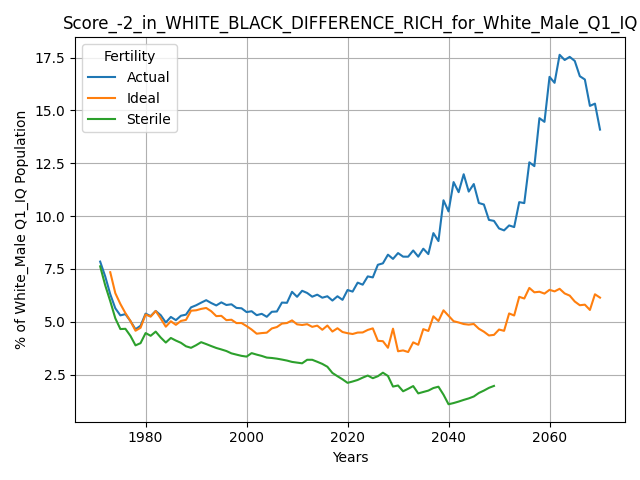 Score_-2_in_WHITE_BLACK_DIFFERENCE_RICH_for_White_Male_Q1_IQ
Fertility
Actual
Ideal
Sterile
17.5
15.0
12.5
10.0
7.5
5.0
2.5
% of White_Male Q1_IQ Population
1980
2000
2020
2040
2060
Years